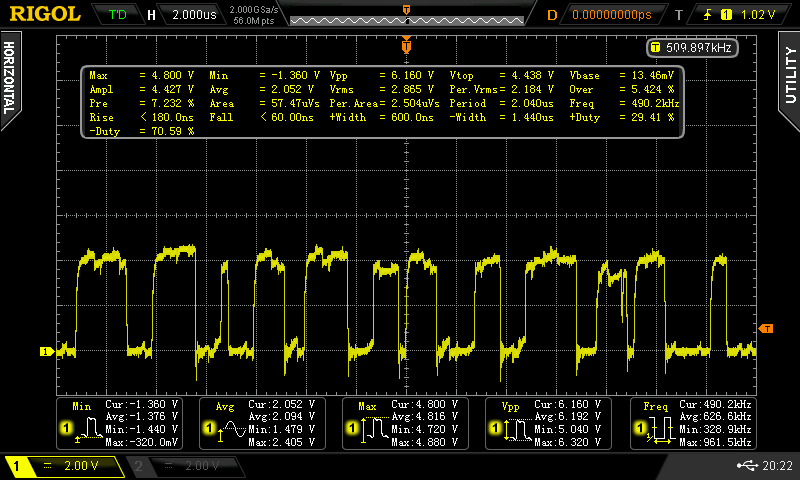 RIGOL T'D H 2.000us 2.000GSa/s 56.0M pts D 0.00000000ps T 1 1.02 V
HORIZONTAL
UTILITY
T 509.897kHz
Max = 4.800 V Min = -1.360 V Vpp = 6.160 V Vtop = 4.438 V Vbase = 13.46mV
Ampl = 4.427 V Avg = 2.052 V Vrms = 2.865 V Per.Vrms= 2.184 V Over = 5.424 %
Pre = 7.232 % Area = 57.47uVs Per.Area= 2.504uVs Period = 2.040us Freq = 490.2kHz
Rise < 180.0ns Fall < 60.00ns +Width = 600.0ns -Width = 1.440us +Duty = 29.41 %
-Duty = 70.59 %
T
1
T
Min Cur:-1.360 V
Avg:-1.376 V
1 Min:-1.440 V
Max:-320.0mV
Avg Cur:2.052 V
Avg:2.094 V
1 Min:1.479 V
Max:2.405 V
Max Cur:4.800 V
Avg:4.816 V
1 Min:4.720 V
Max:4.880 V
Vpp Cur:6.160 V
Avg:6.192 V
1 Min:5.040 V
Max:6.320 V
Freq Cur:490.2kHz
Avg:626.6kHz
1 Min:328.9kHz
Max:961.5kHz
1 2.00 V 2 2.00 V 20:22